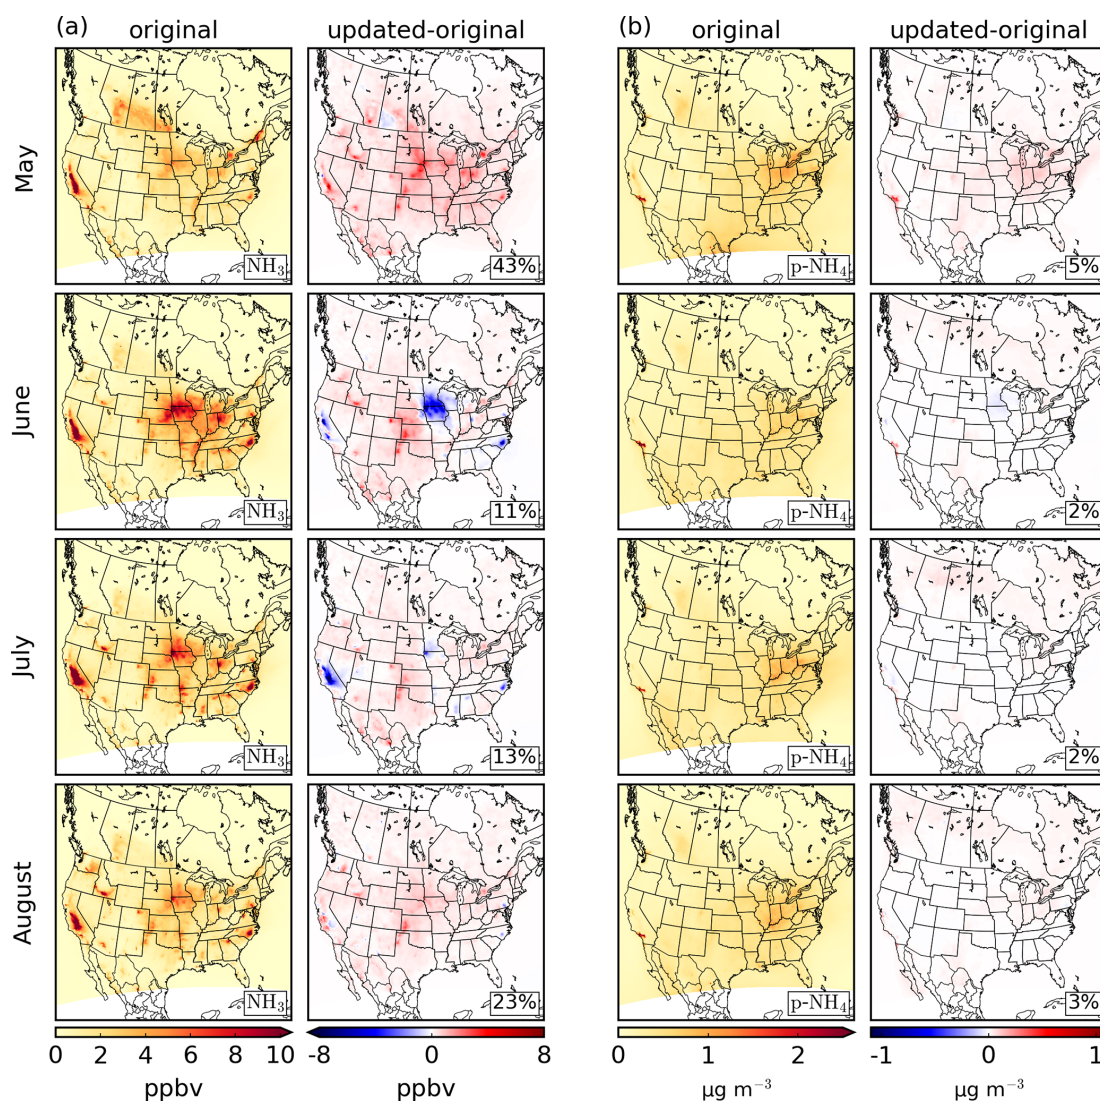 (a) original updated-original (b) original updated-original
May NH₃ 43% p-NH₄ 5%
June NH₃ 11% p-NH₄ 2%
July NH₃ 13% p-NH₄ 2%
August NH₃ 23% p-NH₄ 3%
0 2 4 6 8 10 -8 0 8 0 1 2 -1 0 1
ppbv ppbv μg m⁻³ μg m⁻³